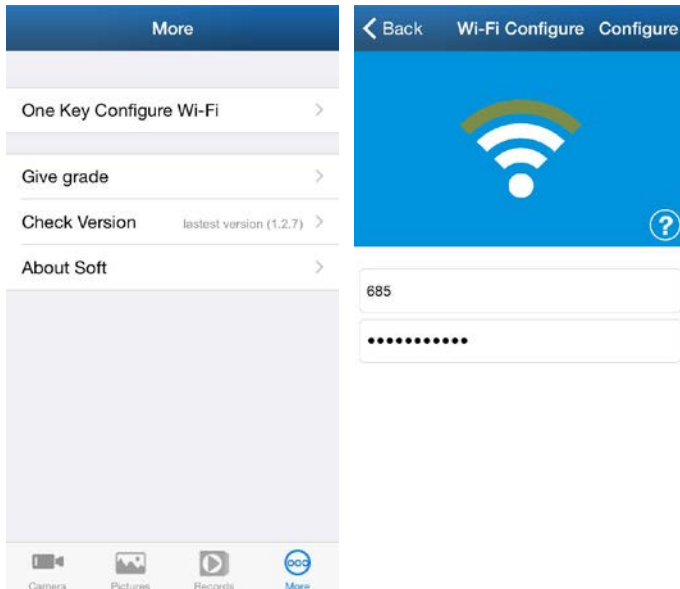 More
One Key Configure Wi-Fi
Give grade
Check Version lastest version (1.2.7)
About Soft
Camera Pictures Records More
Back Wi-Fi Configure Configure
?
685
•••••••••••